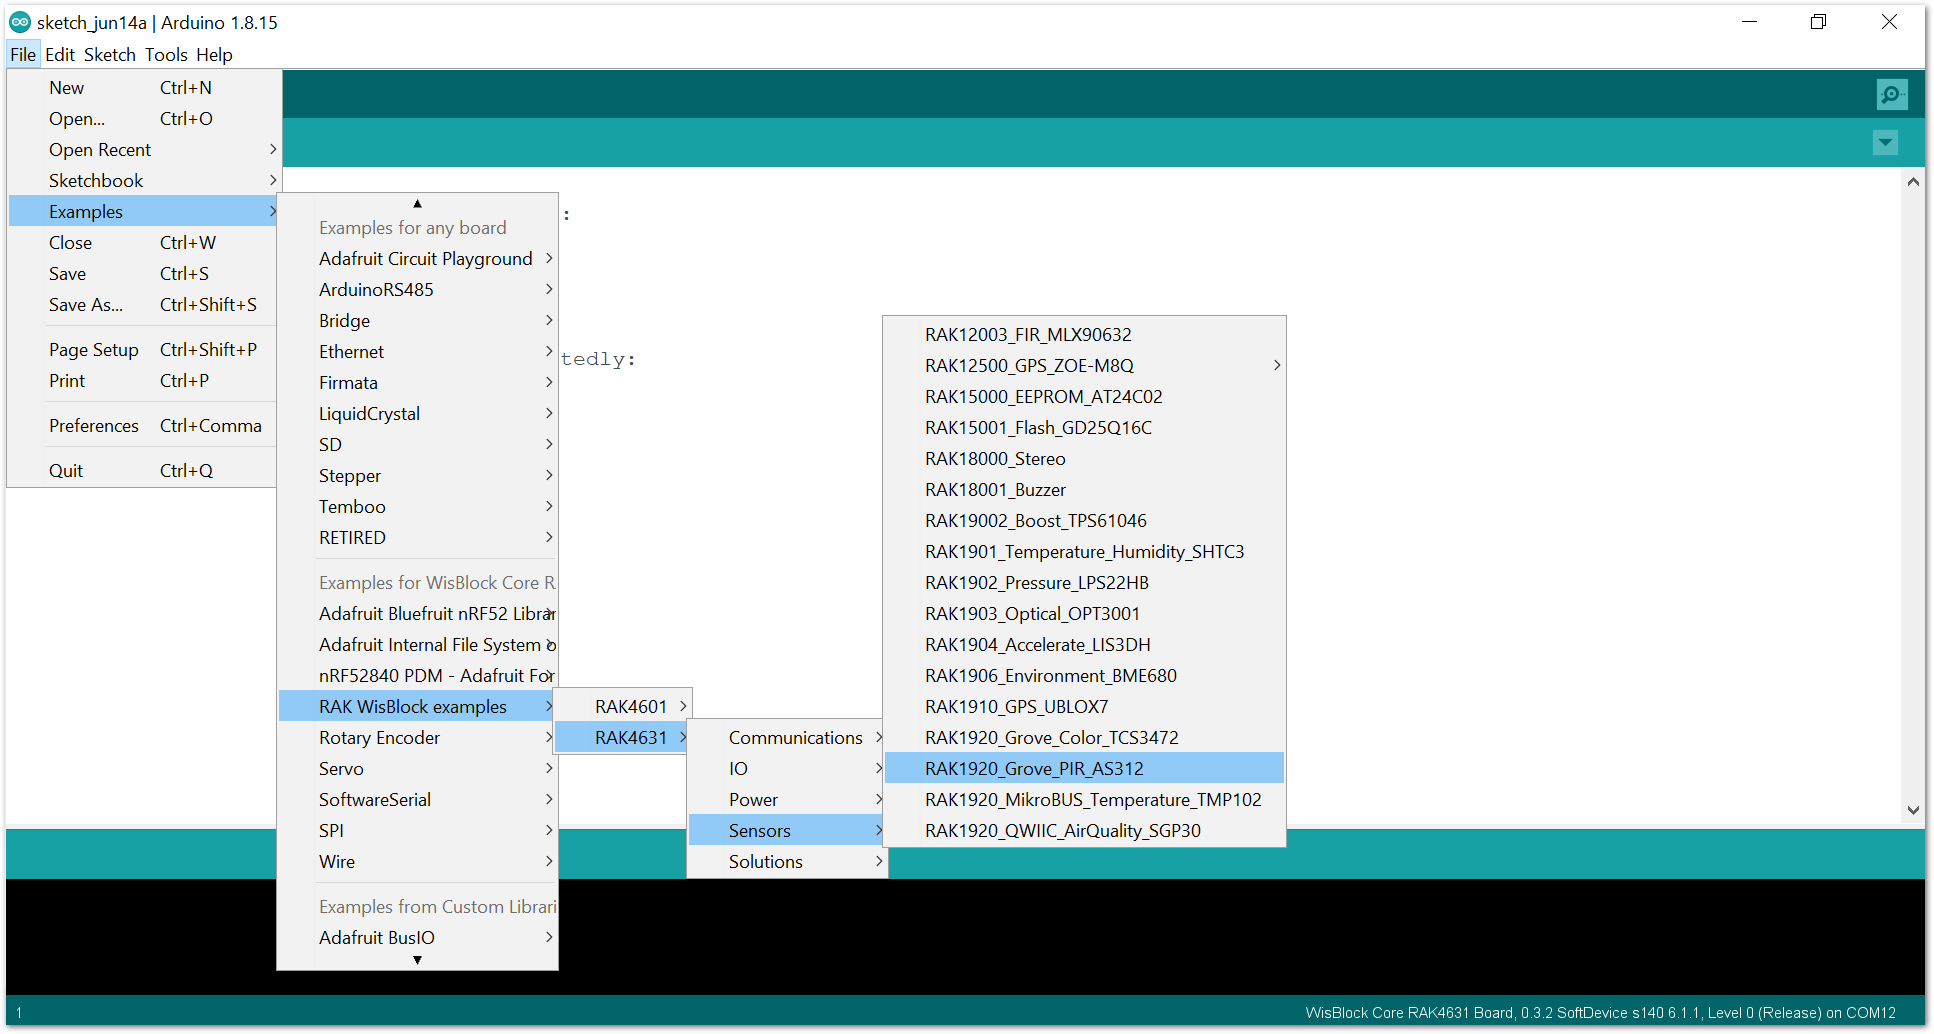 sketch_jun14a | Arduino 1.8.15
File Edit Sketch Tools Help
New Ctrl+N
Open... Ctrl+O
Open Recent
Sketchbook
Examples
Close Ctrl+W
Save Ctrl+S
Save As... Ctrl+Shift+S
Page Setup Ctrl+Shift+P
Print Ctrl+P
Preferences Ctrl+Comma
Quit Ctrl+Q
Examples for any board
Adafruit Circuit Playground
ArduinoRS485
Bridge
Ethernet
Firmata
LiquidCrystal
SD
Stepper
Temboo
RETIRED
Examples for WisBlock Core R
Adafruit Bluefruit nRF52 Librar
Adafruit Internal File System o
nRF52840 PDM - Adafruit For
RAK WisBlock examples
Rotary Encoder
Servo
SoftwareSerial
SPI
Wire
Examples from Custom Librari
Adafruit BusIO
:
tedly:
RAK4601
RAK4631
Communications
IO
Power
Sensors
Solutions
RAK12003_FIR_MLX90632
RAK12500_GPS_ZOE-M8Q
RAK15000_EEPROM_AT24C02
RAK15001_Flash_GD25Q16C
RAK18000_Stereo
RAK18001_Buzzer
RAK19002_Boost_TPS61046
RAK1901_Temperature_Humidity_SHTC3
RAK1902_Pressure_LPS22HB
RAK1903_Optical_OPT3001
RAK1904_Accelerate_LIS3DH
RAK1906_Environment_BME680
RAK1910_GPS_UBLOX7
RAK1920_Grove_Color_TCS3472
RAK1920_Grove_PIR_AS312
RAK1920_MikroBUS_Temperature_TMP102
RAK1920_QWIIC_AirQuality_SGP30
1
WisBlock Core RAK4631 Board, 0.3.2 SoftDevice s140 6.1.1, Level 0 (Release) on COM12